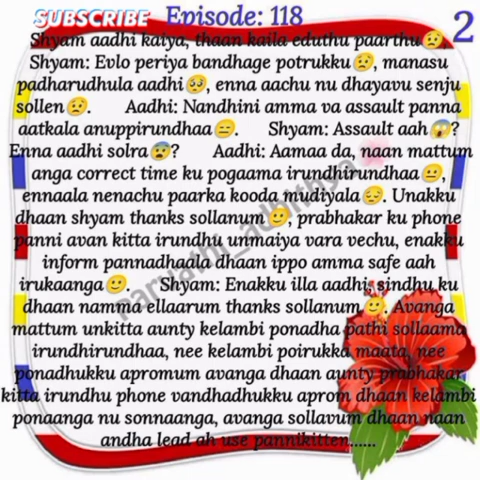 SUBSCRIBE Episode: 118 2
Shyam aadhi kaiya, thaan kaila eduthu paarthu😟,
Shyam: Evlo periya bandhage potrukku😟, manasu
padharudhula aadhi🥺, enna aachu nu dhayavu senju
sollen😟. Aadhi: Nandhini amma va assault panna
aatkala anuppirundhaa😑. Shyam: Assault aah😱?
Enna aadhi solra😨? Aadhi: Aamaa da, naan mattum
anga correct time ku pogaama irundhirundhaa😐,
ennaala nenachu paarka kooda mudiyala😔. Unakku
dhaan shyam thanks sollanum🙂, prabhakar ku phone
panni avan kitta irundhu unmaiya vara vechu, enakku
inform pannadhaala dhaan ippo amma safe aah
irukaanga🙂. Shyam: Enakku illa aadhi, sindhu ku
dhaan namma ellaarum thanks sollanum🙂. Avanga
mattum unkitta aunty kelambi ponadha pathi sollaama
irundhirundhaa, nee kelambi poirukka maata, nee
ponadhukku apromum avanga dhaan aunty prabhakar
kitta irundhu phone vandhadhukku aprom dhaan kelambi
ponaanga nu sonnaanga, avanga sollavum dhaan naan
andha lead ah use pannikitten......